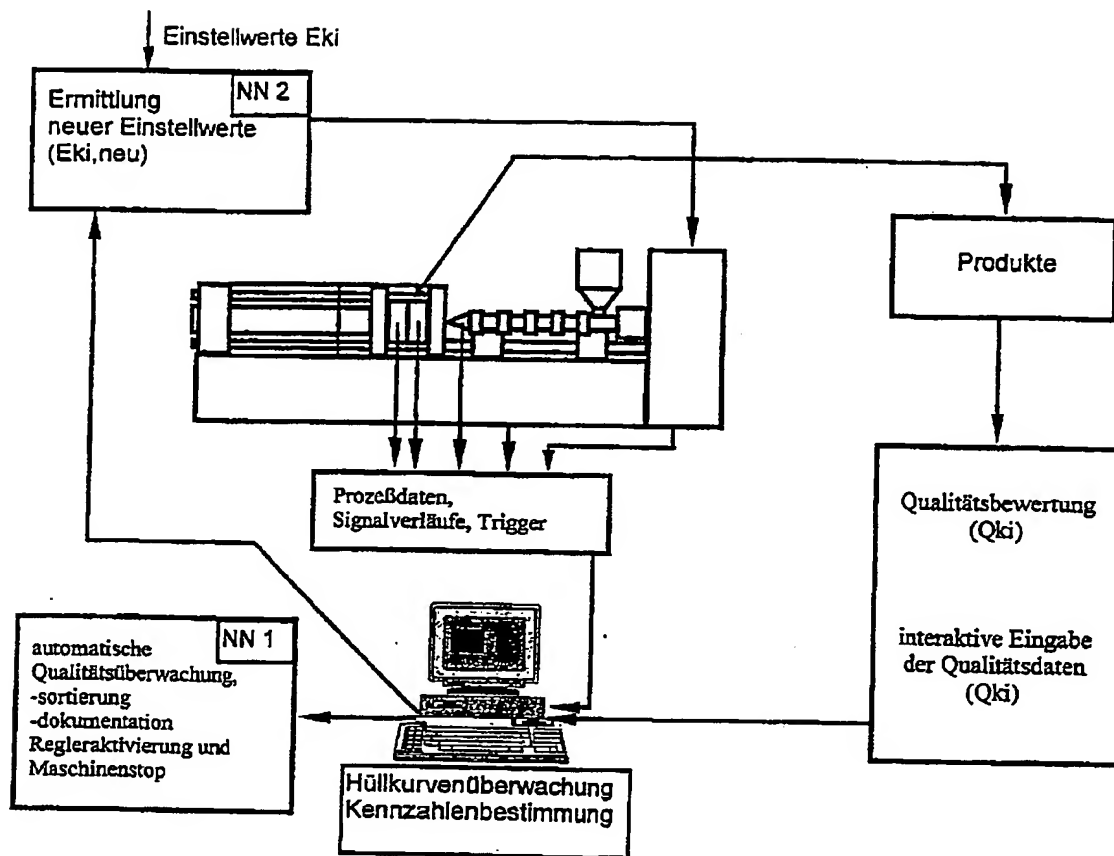 Einstellwerte Eki
NN 2
Ermittlung
neuer Einstellwerte
(Eki,neu)
Produkte
Prozeßdaten,
Signalverläufe, Trigger
Qualitätsbewertung
(Qki)
interaktive Eingabe
der Qualitätsdaten
(Qki)
NN 1
automatische
Qualitätsüberwachung,
-sortierung
-dokumentation
Regleraktivierung und
Maschinenstop
Hüllkurvenüberwachung
Kennzahlenbestimmung